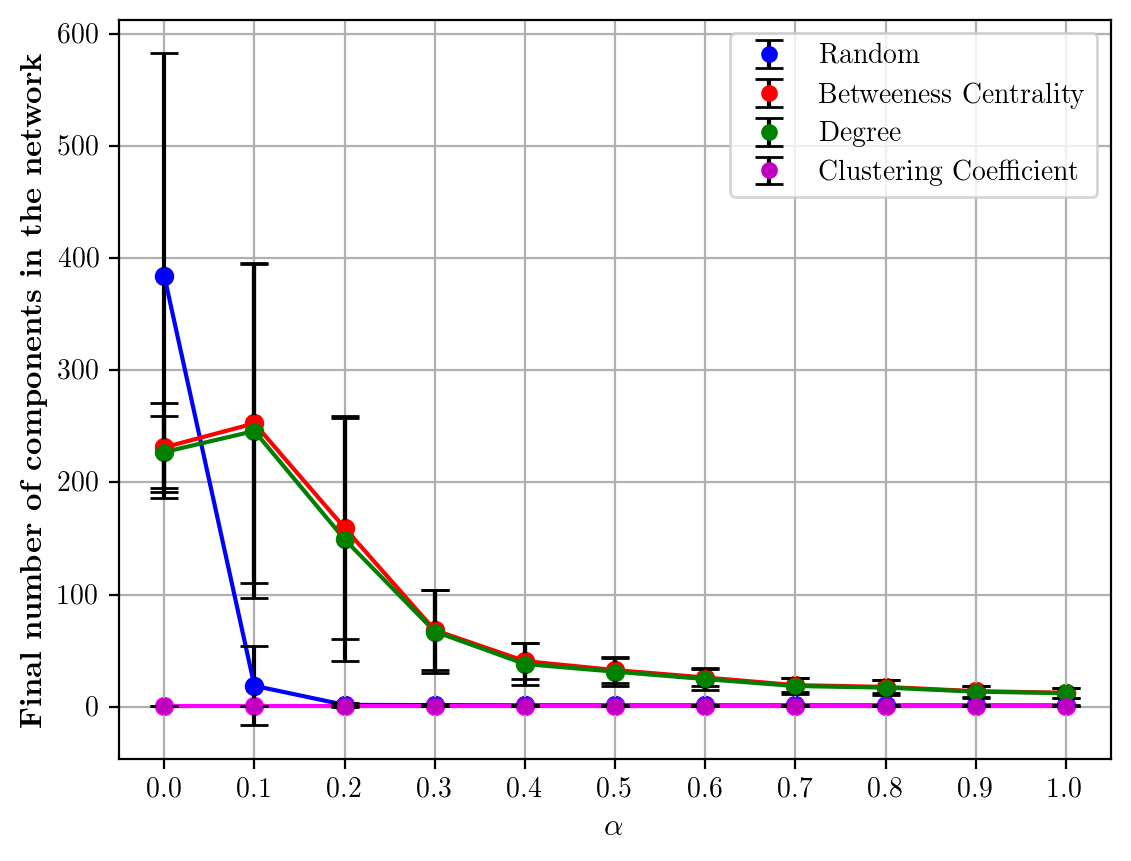 600
500
400
300
200
100
0
Final number of components in the network
Random
Betweeness Centrality
Degree
Clustering Coefficient
0.0 0.1 0.2 0.3 0.4 0.5 0.6 0.7 0.8 0.9 1.0
α